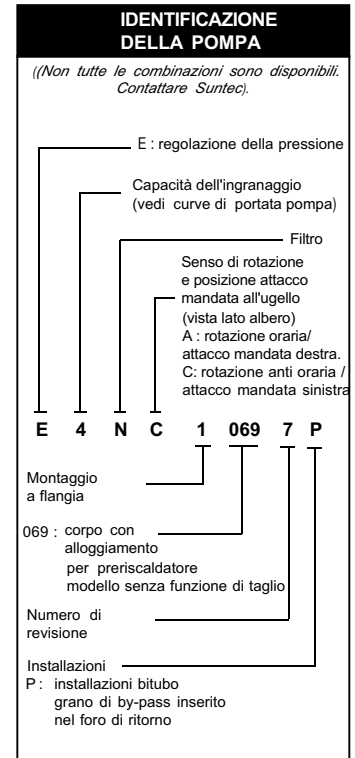 IDENTIFICAZIONE
DELLA POMPA
((Non tutte le combinazioni sono disponibili.
Contattare Suntec).
E : regolazione della pressione
Capacità dell'ingranaggio
(vedi curve di portata pompa)
Filtro
Senso di rotazione
e posizione attacco
mandata all'ugello
(vista lato albero)
A : rotazione oraria/
attacco mandata destra.
C: rotazione anti oraria /
attacco mandata sinistra
E 4 N C 1 069 7 P
Montaggio
a flangia
069 : corpo con
alloggiamento
per preriscaldatore
modello senza funzione di taglio
Numero di
revisione
Installazioni
P : installazioni bitubo
grano di by-pass inserito
nel foro di ritorno